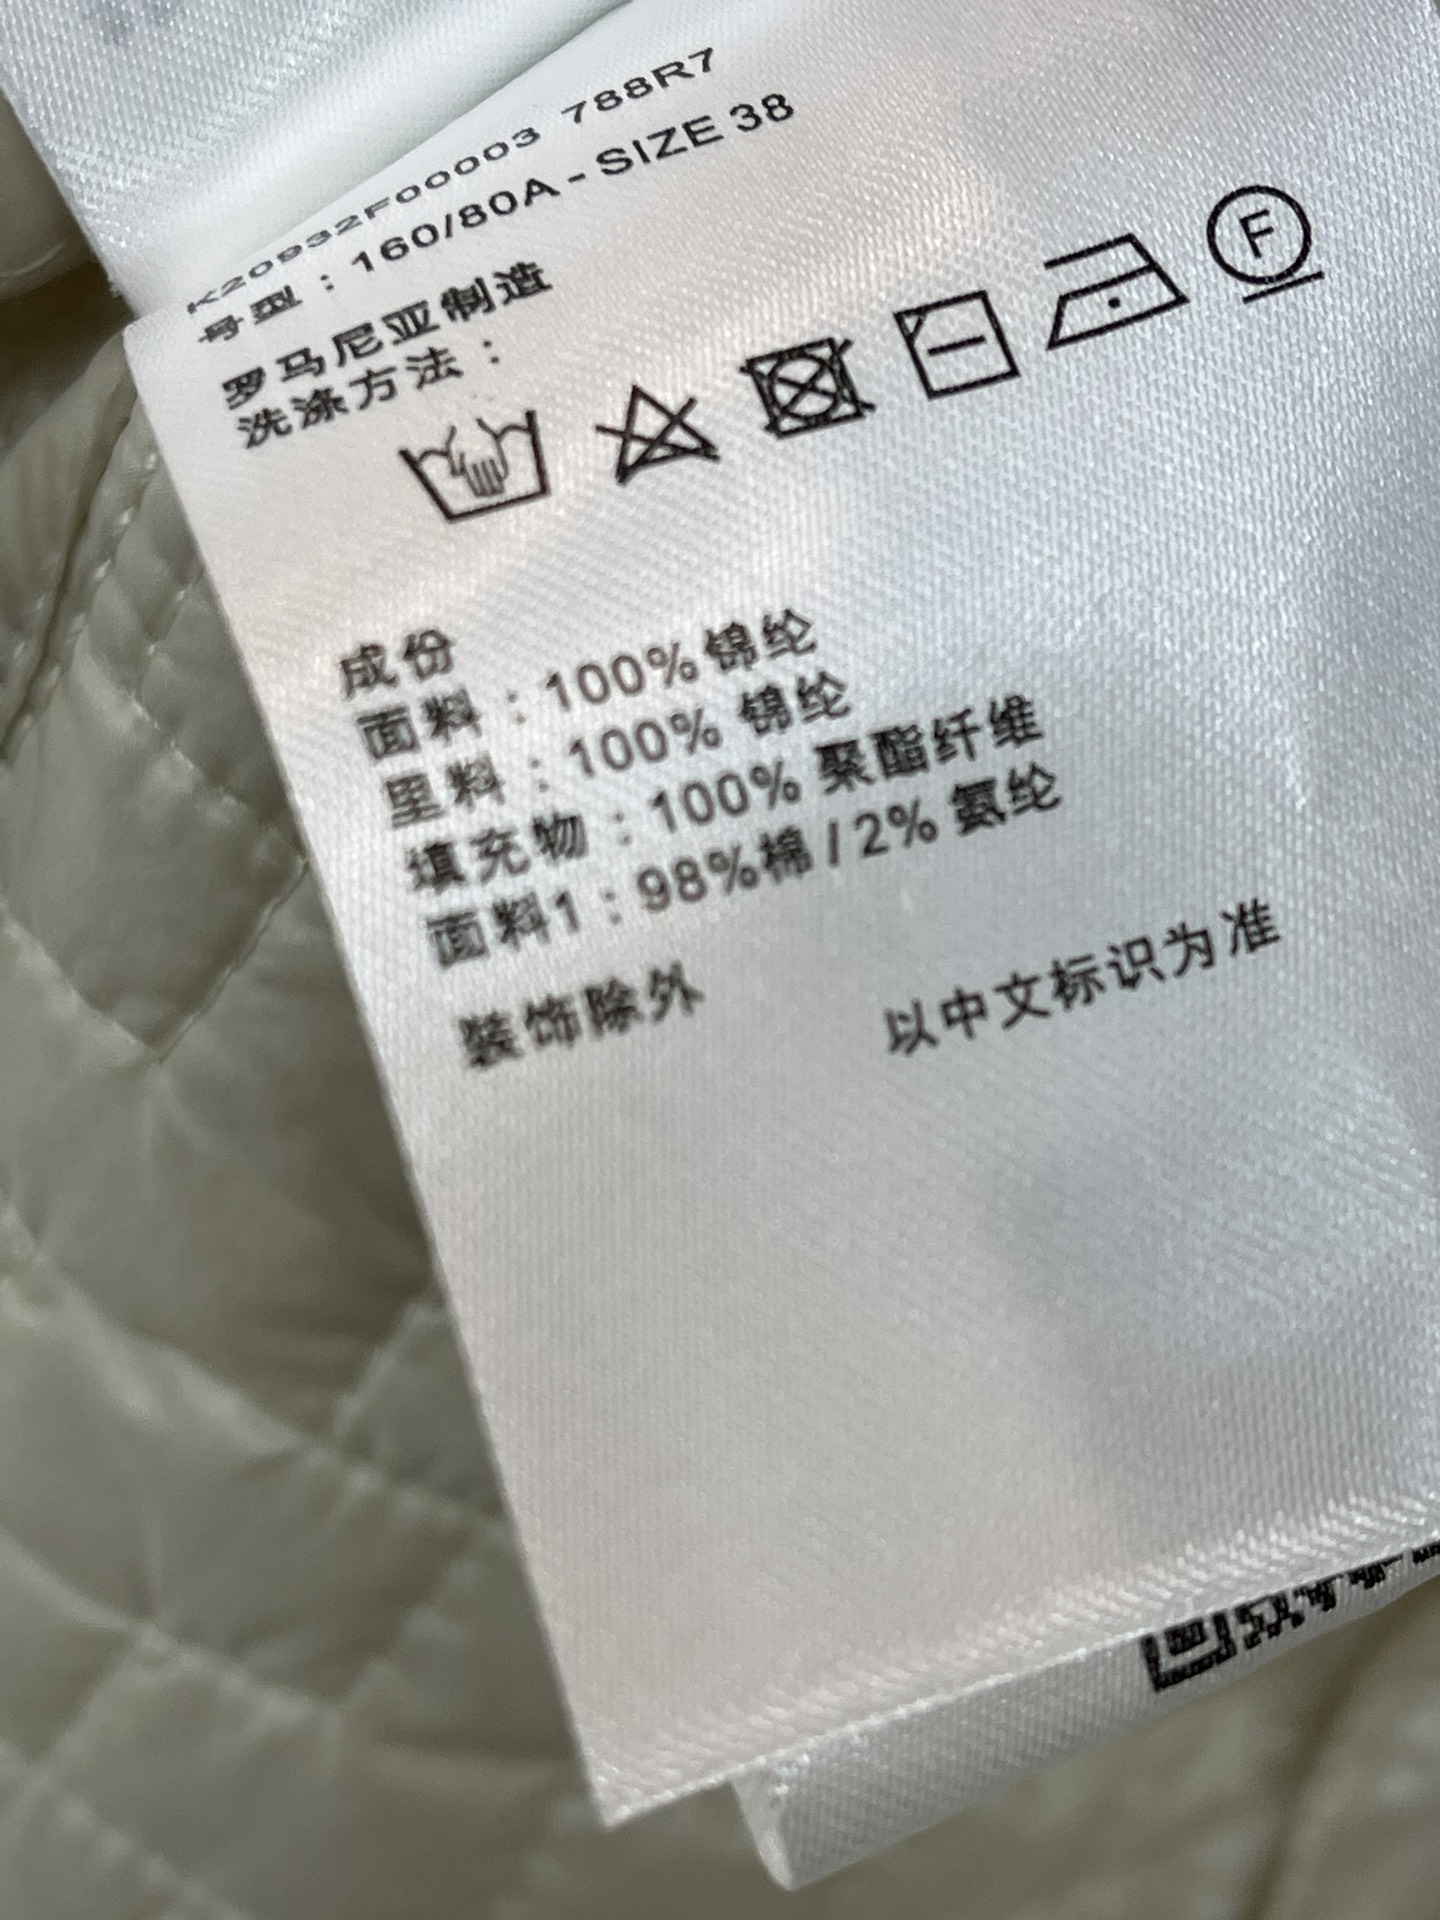 K20932F00003 788R7
号型：160/80A - SIZE 38
罗马尼亚制造
洗涤方法：
F
成份
面料：100% 锦纶
里料：100% 锦纶
填充物：100% 聚酯纤维
面料1：98%棉 / 2% 氨纶
装饰除外
以中文标识为准